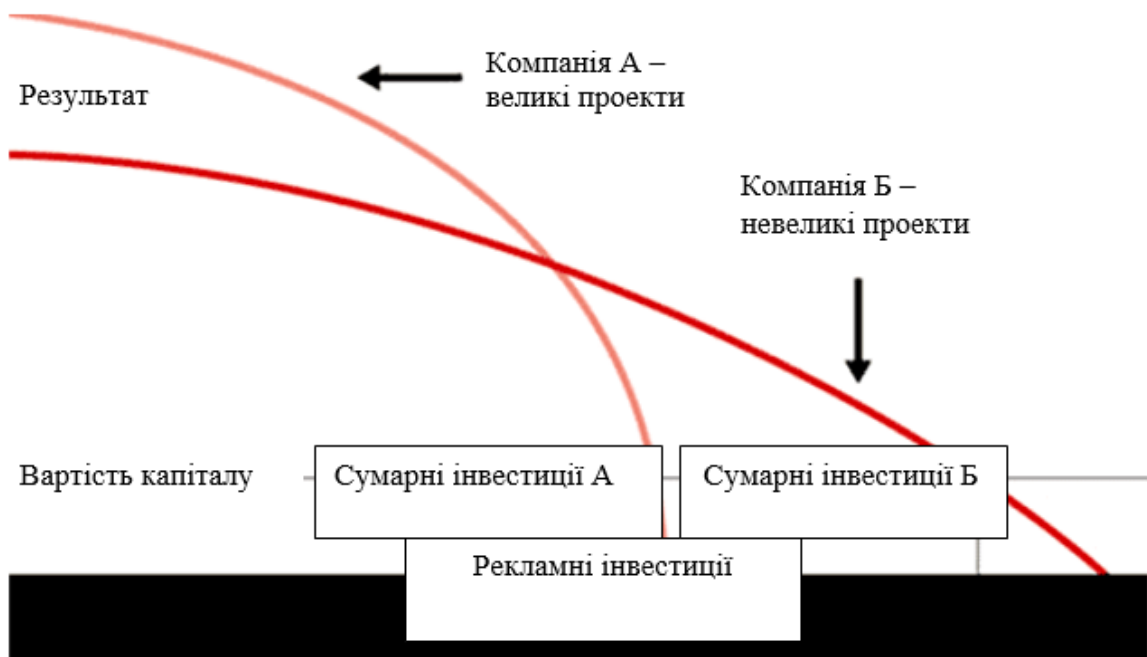 Компанія А –
великі проекти
Результат
Компанія Б –
невеликі проекти
Вартість капіталу
Сумарні інвестиції А
Сумарні інвестиції Б
Рекламні інвестиції